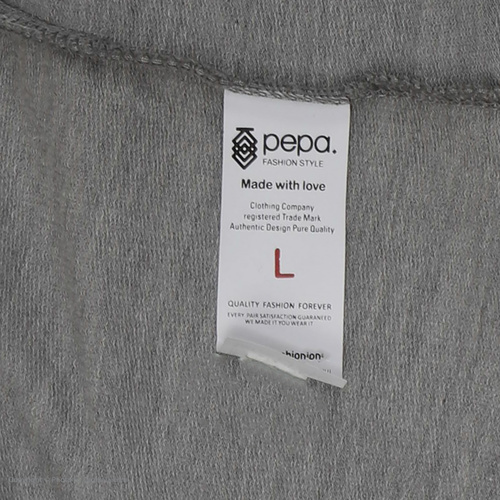 pepa.
FASHION STYLE
Made with love
Clothing Company
registered Trade Mark
Authentic Design Pure Quality
L
QUALITY FASHION FOREVER
EVERY PAIR SATISFACTION GUARANEED
WE MADE IT YOU WEAR IT